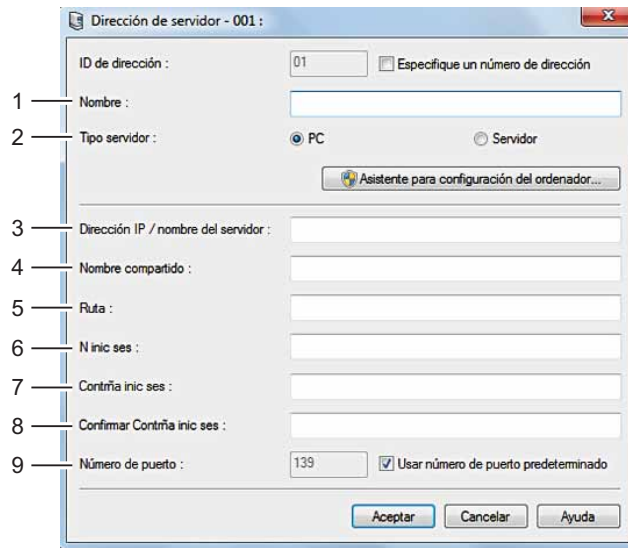 Dirección de servidor - 001 :
ID de dirección : 01 Especifique un número de dirección
1 Nombre :
2 Tipo servidor : PC Servidor
Asistente para configuración del ordenador...
3 Dirección IP / nombre del servidor :
4 Nombre compartido :
5 Ruta :
6 N inic ses :
7 Contrña inic ses :
8 Confirmar Contrña inic ses :
9 Número de puerto : 139 Usar número de puerto predeterminado
Aceptar Cancelar Ayuda